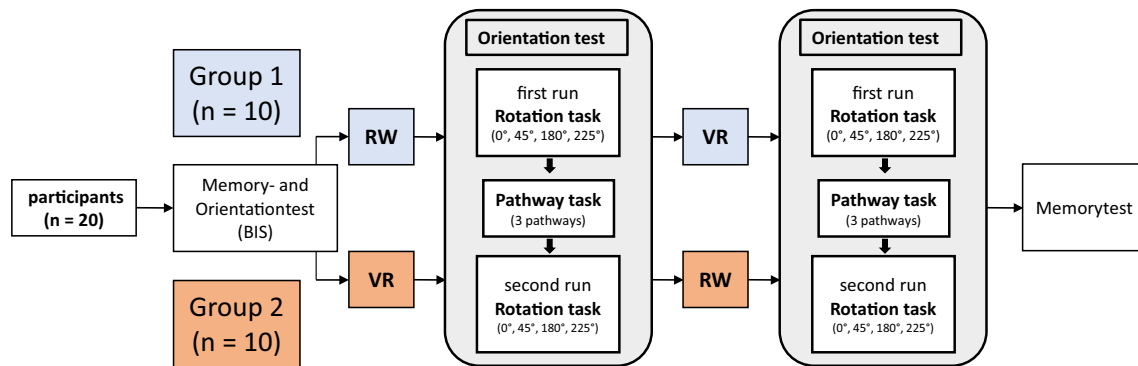 participants
(n = 20)
Group 1
(n = 10)
Memory- and
Orientationtest
(BIS)
Group 2
(n = 10)
RW
VR
Orientation test
first run
Rotation task
(0°, 45°, 180°, 225°)
Pathway task
(3 pathways)
second run
Rotation task
(0°, 45°, 180°, 225°)
VR
RW
Orientation test
first run
Rotation task
(0°, 45°, 180°, 225°)
Pathway task
(3 pathways)
second run
Rotation task
(0°, 45°, 180°, 225°)
Memorytest